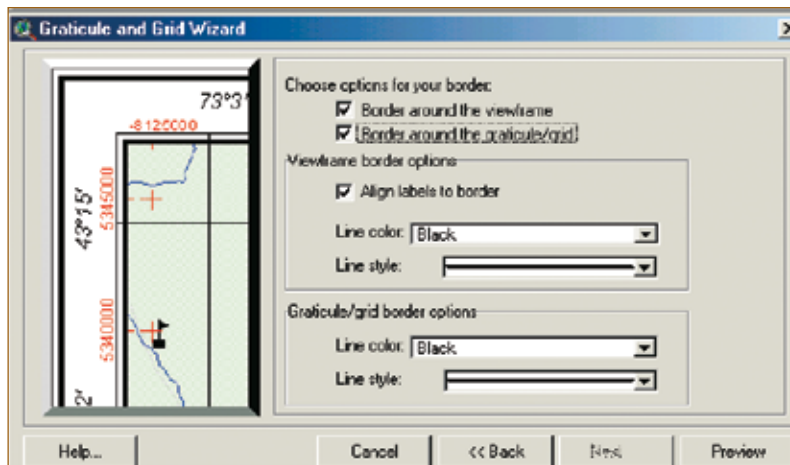 Graticule and Grid Wizard
73°3'
-8120000
43°15'
5345000
5340000
2'
Choose options for your border:
Border around the viewframe
Border around the graticule/grid
Viewframe border options
Align labels to border
Line color: Black
Line style:
Graticule/grid border options
Line color: Black
Line style:
Help... Cancel << Back Next Preview